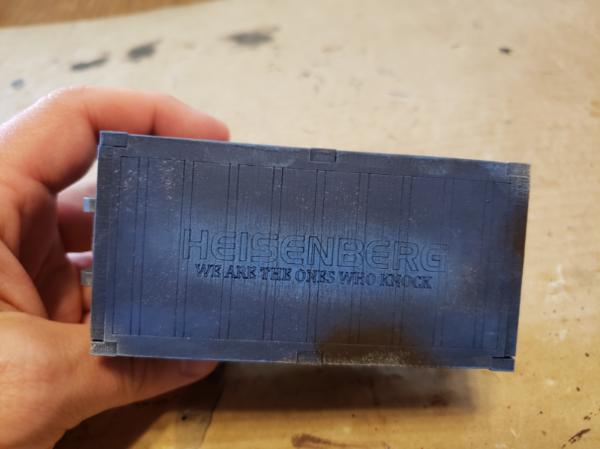 HEISENBERG
WE ARE THE ONES WHO KNOCK